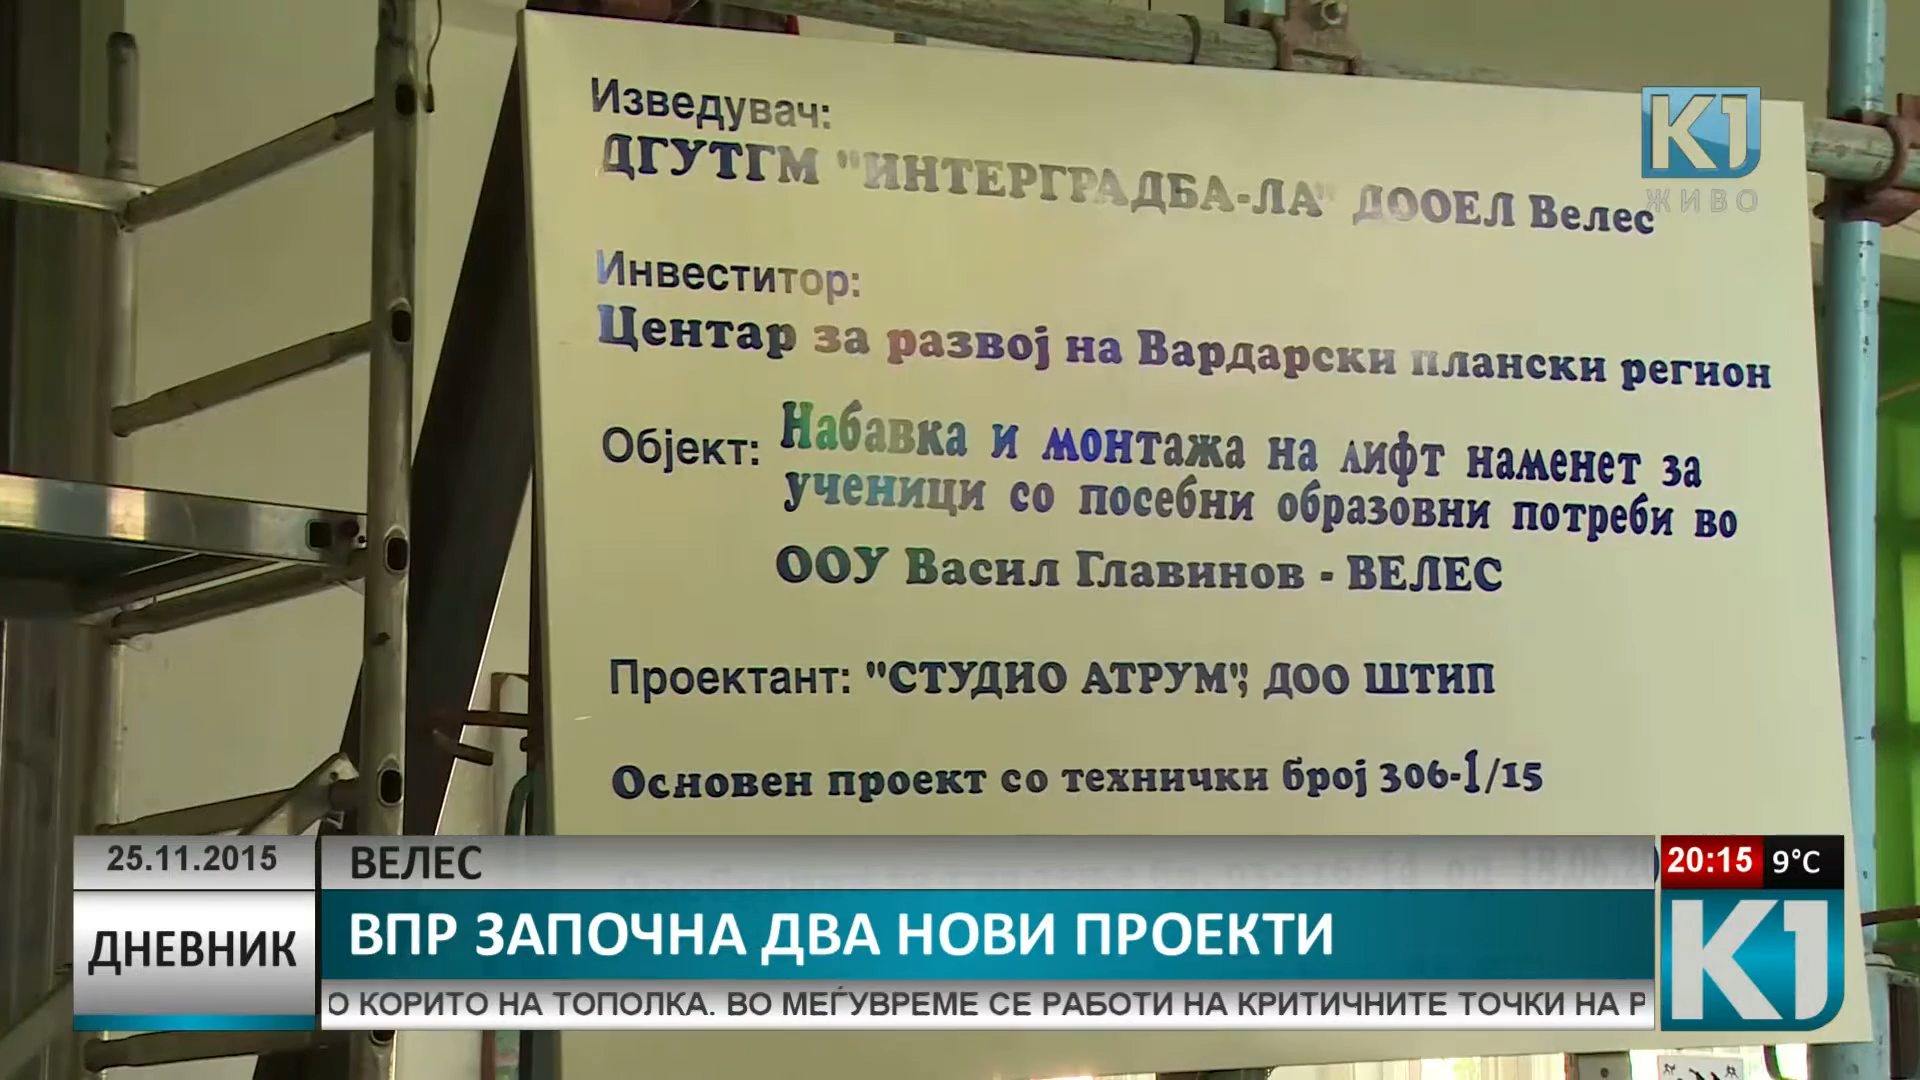 Изведувач:
ДГУТГМ "ИНТЕРГРАДБА-ЛА" ДООЕЛ Велес
Инвеститор:
Центар за развој на Вардарски плански регион
Објект: Набавка и монтажа на лифт наменет за
ученици со посебни образовни потреби во
ООУ Васил Главинов - ВЕЛЕС
Проектант: "СТУДИО АТРУМ", ДОО ШТИП
Основен проект со технички број 306-1/15
K1
ЖИВО
25.11.2015
ВЕЛЕС
20:15 9°C
ДНЕВНИК
ВПР ЗАПОЧНА ДВА НОВИ ПРОЕКТИ
K1
О КОРИТО НА ТОПОЛКА. ВО МЕЃУВРЕМЕ СЕ РАБОТИ НА КРИТИЧНИТЕ ТОЧКИ НА Р